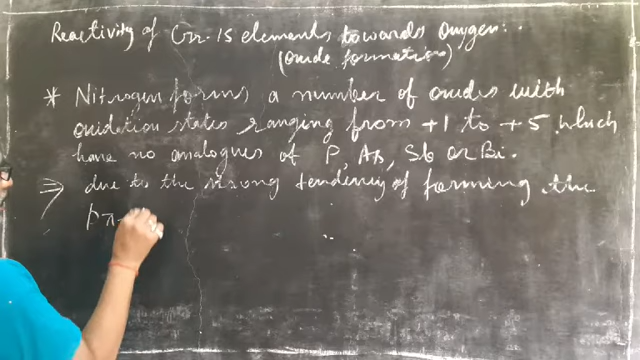 Reactivity of Gr-15 elements towards Oxygen:
(Oxide formation)
* Nitrogen forms a number of oxides with
oxidation states ranging from +1 to +5 which
have no analogues of P, As, Sb or Bi.
⇒ due to the strong tendency of forming the
pπ-